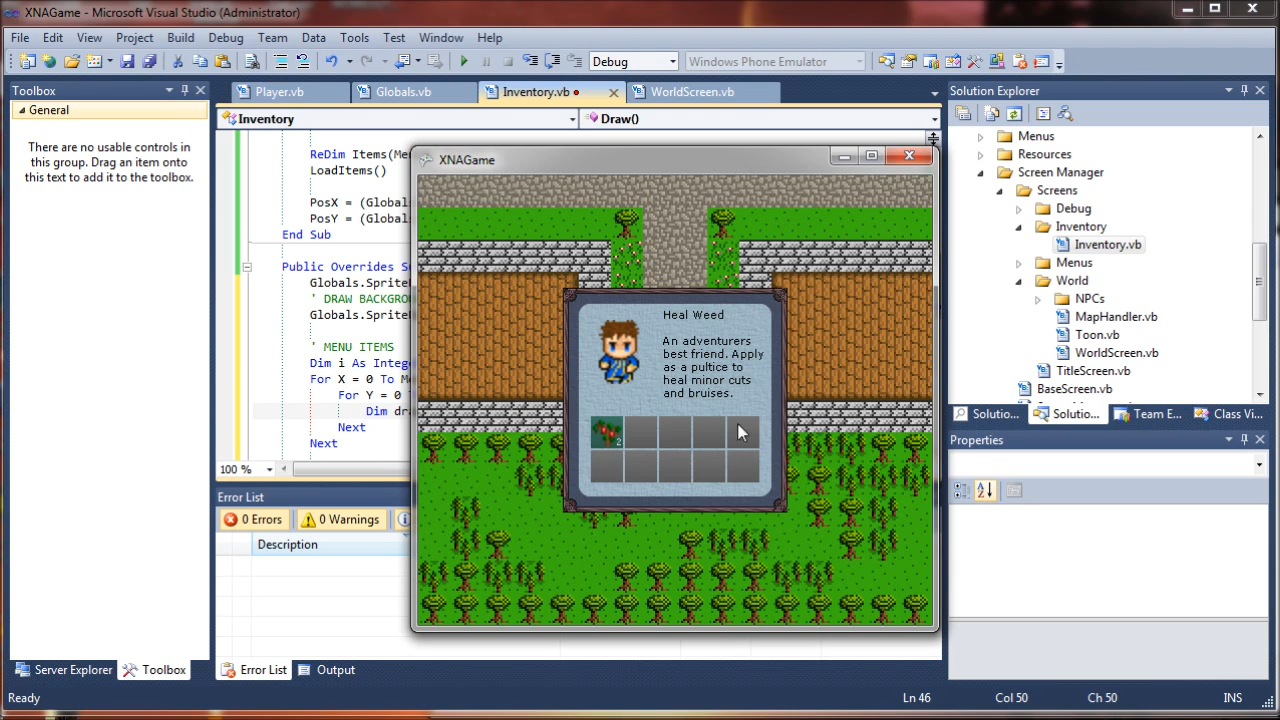 XNAGame - Microsoft Visual Studio (Administrator)
File Edit View Project Build Debug Team Data Tools Test Window Help
Debug Windows Phone Emulator
Toolbox
General
There are no usable controls in
this group. Drag an item onto
this text to add it to the toolbox.
Server Explorer Toolbox
Player.vb Globals.vb Inventory.vb WorldScreen.vb
Inventory Draw()
ReDim Items(Me
LoadItems()
PosX = (Global
PosY = (Global
End Sub
Public Overrides S
Globals.Sprite
' DRAW BACKGRO
Globals.Sprite
' MENU ITEMS
Dim i As Intege
For X = 0 To M
For Y = 0
Dim dra
Next
Next
100 %
XNAGame
Heal Weed
An adventurers
best friend. Apply
as a pultice to
heal minor cuts
and bruises.
2
Error List
0 Errors 0 Warnings
Description
Error List Output
Solution Explorer
Menus
Resources
Screen Manager
Screens
Debug
Inventory
Inventory.vb
Menus
World
NPCs
MapHandler.vb
Toon.vb
WorldScreen.vb
TitleScreen.vb
BaseScreen.vb
Solutio... Solutio... Team E... Class Vi...
Properties
Ready Ln 46 Col 50 Ch 50 INS